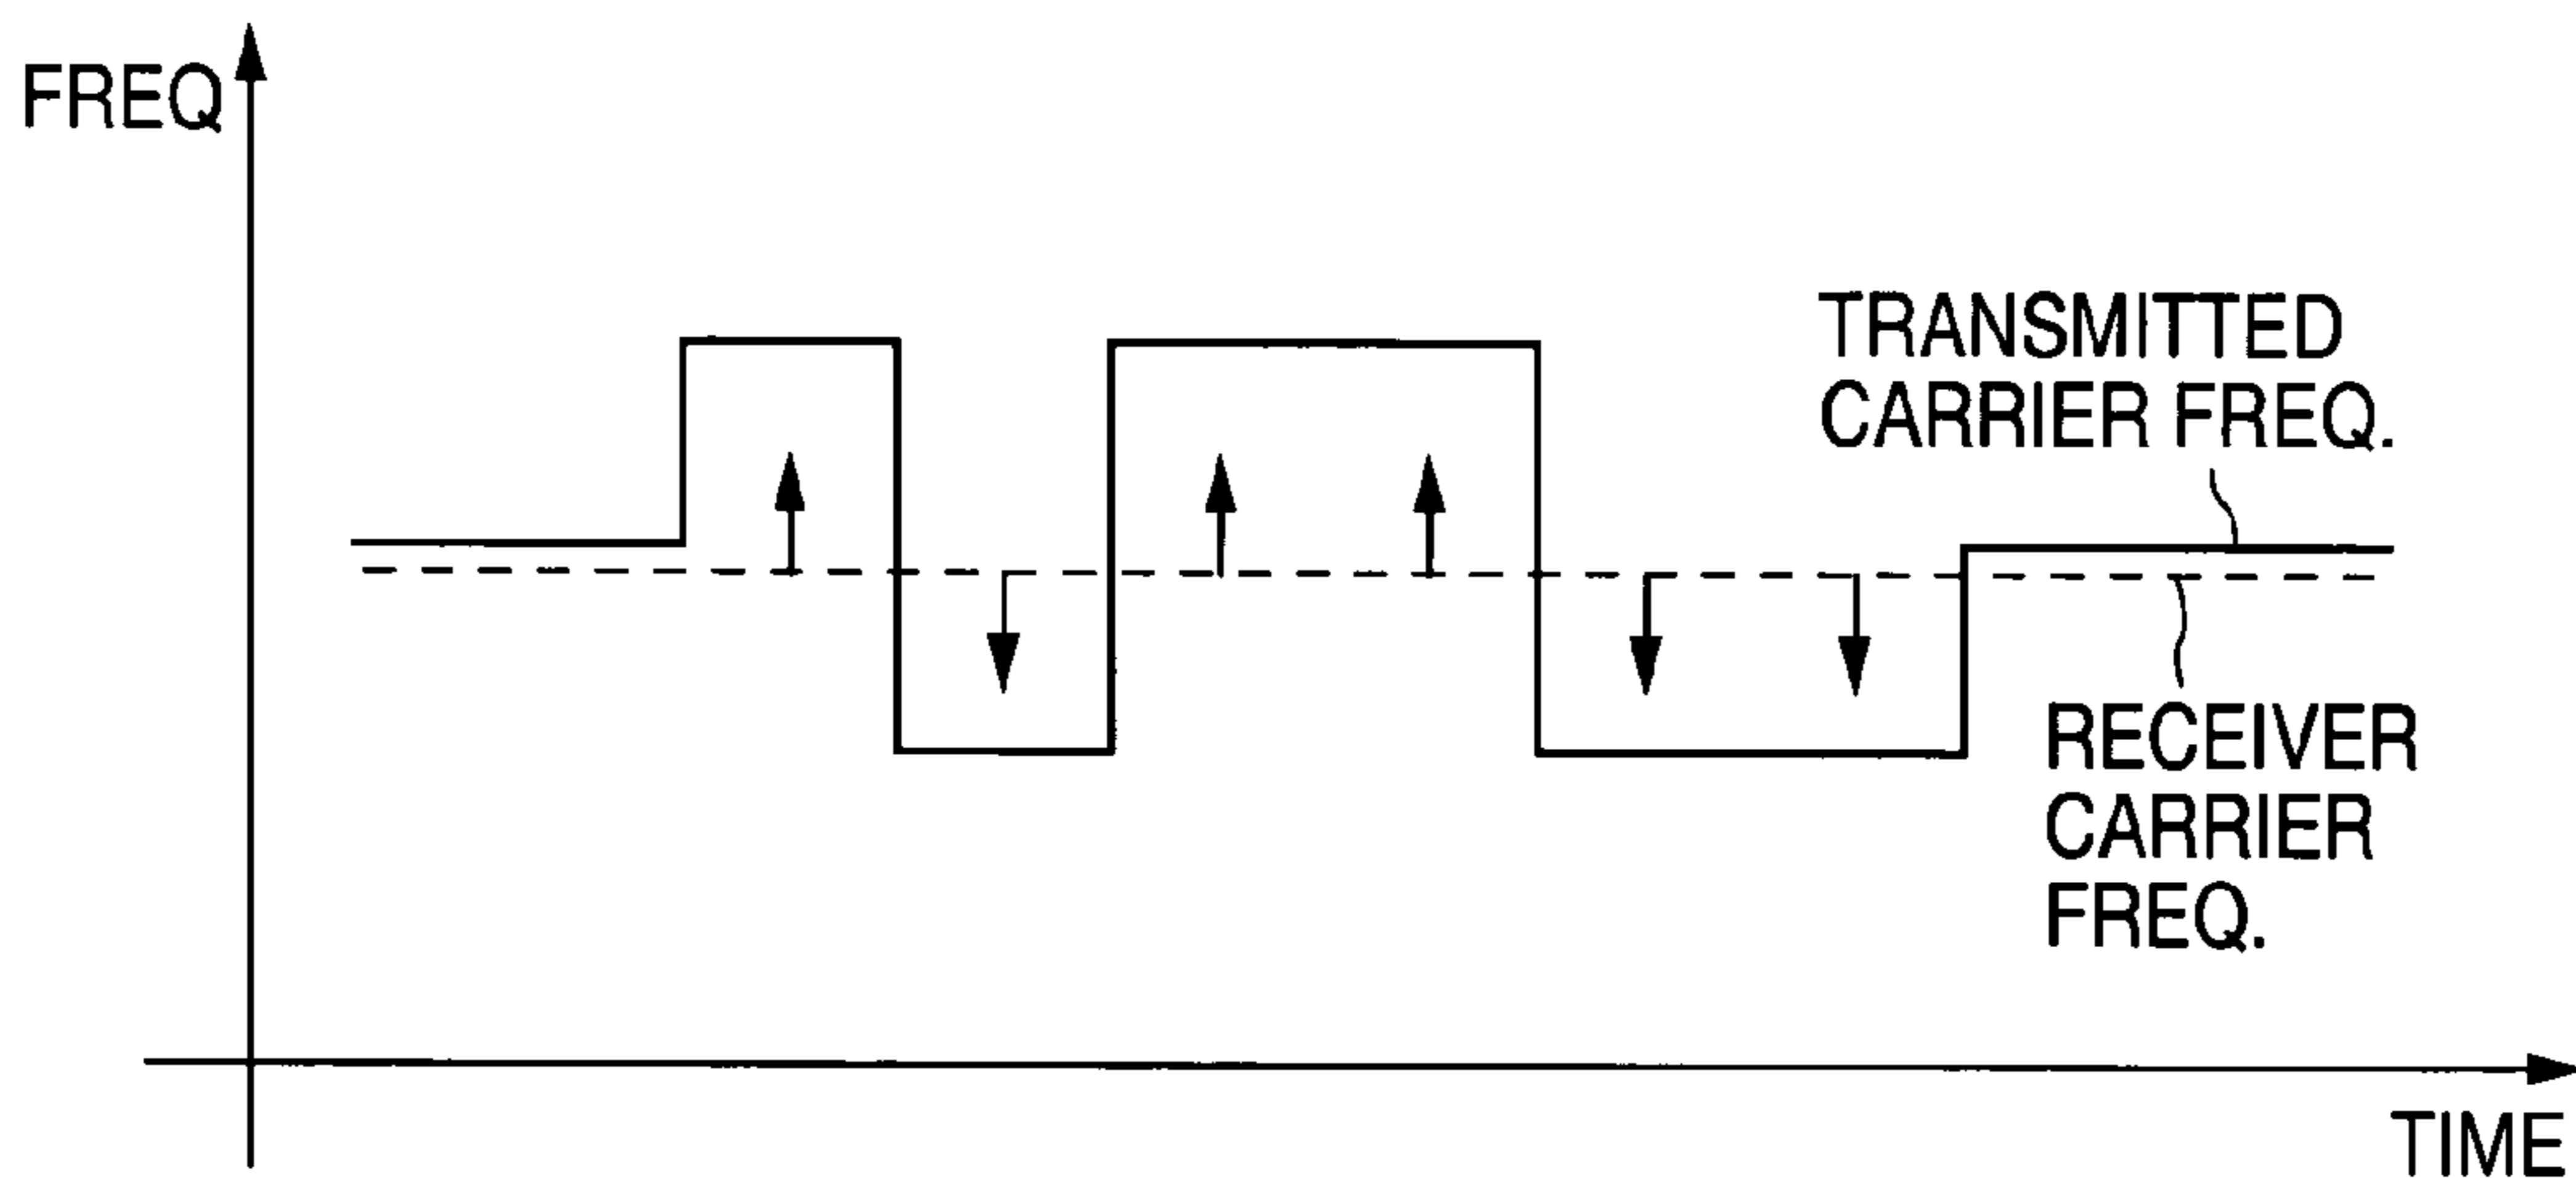 FREQ
TRANSMITTED
CARRIER FREQ.
RECEIVER
CARRIER
FREQ.
TIME